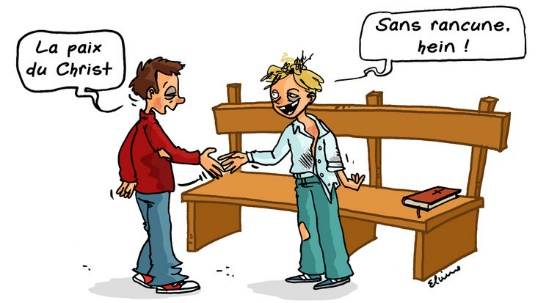 La paix
du Christ
Sans rancune,
hein !